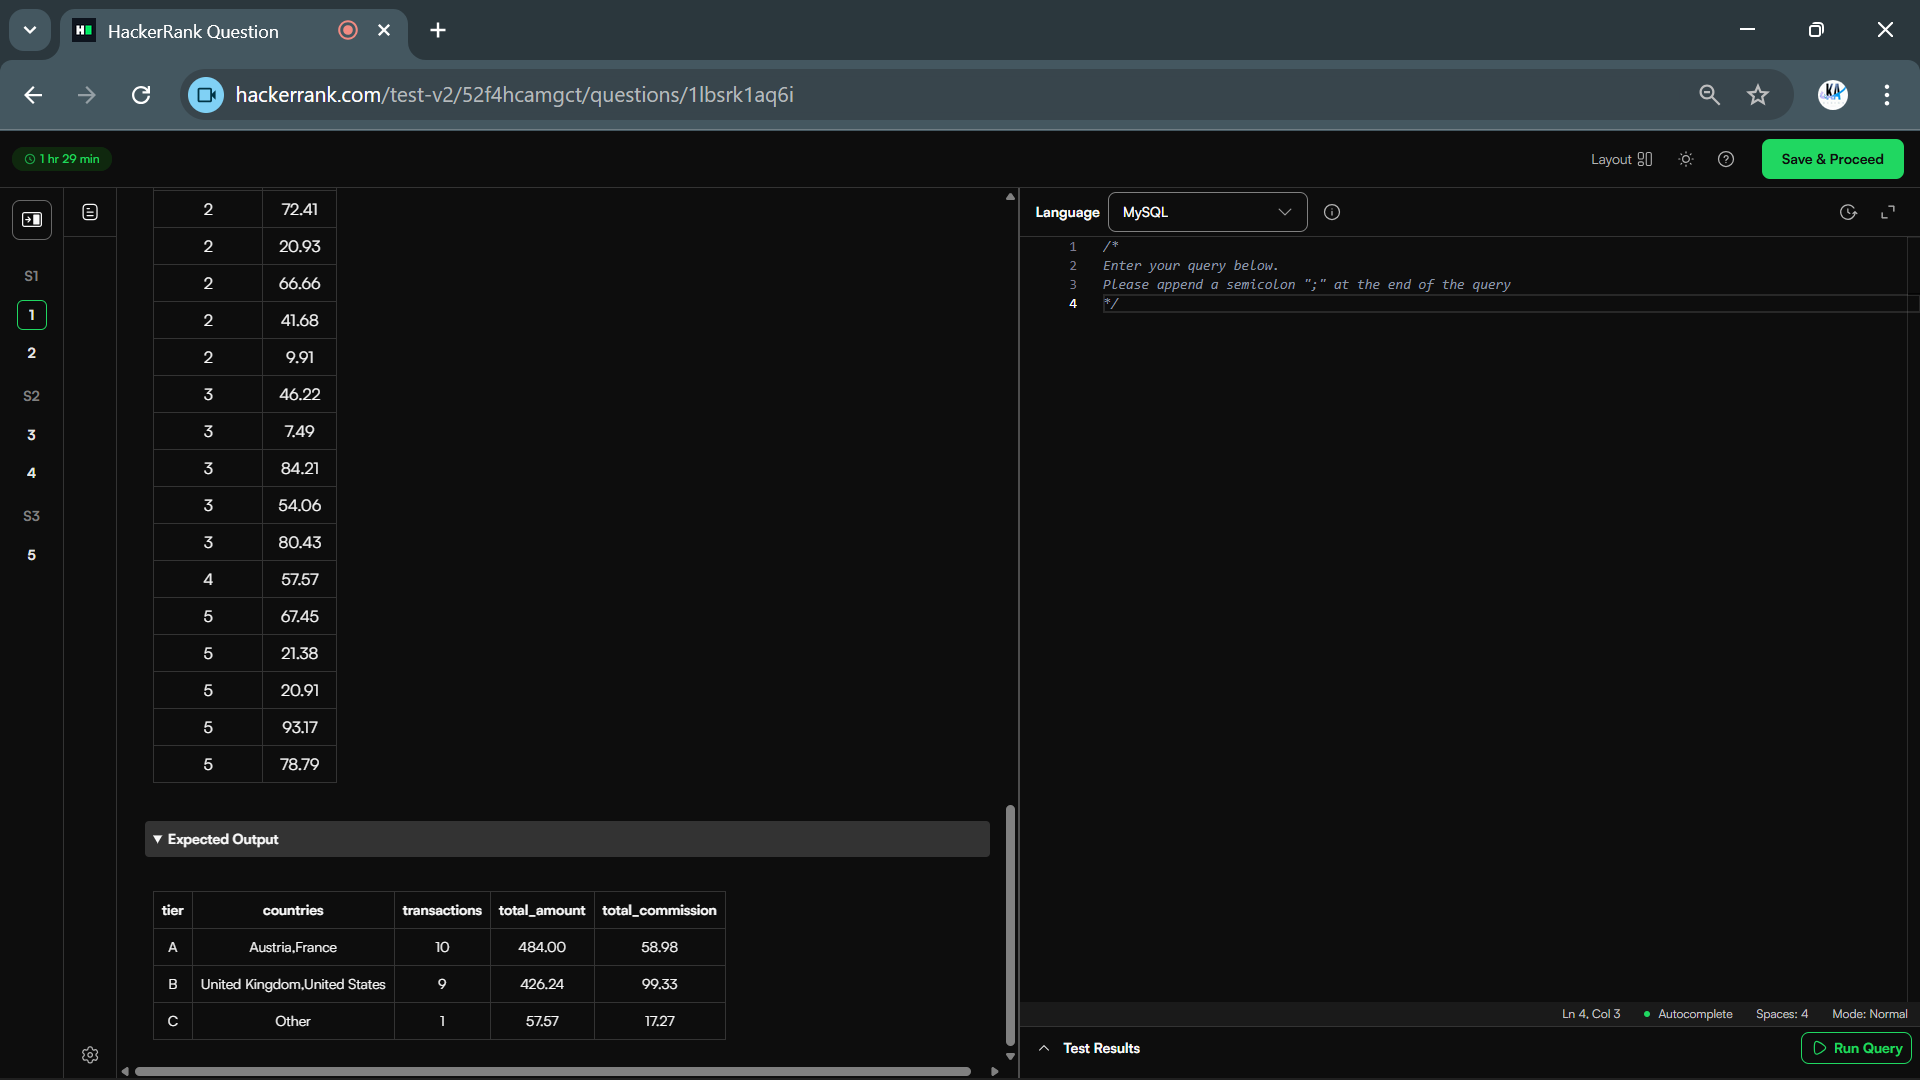 HackerRank Question
hackerrank.com/test-v2/52f4hcamgct/questions/1lbsrk1aq6i
KA
1 hr 29 min
Layout
Save & Proceed
S1
1
2
S2
3
4
S3
5
2 72.41
2 20.93
2 66.66
2 41.68
2 9.91
3 46.22
3 7.49
3 84.21
3 54.06
3 80.43
4 57.57
5 67.45
5 21.38
5 20.91
5 93.17
5 78.79
Expected Output
tier countries transactions total_amount total_commission
A Austria,France 10 484.00 58.98
B United Kingdom,United States 9 426.24 99.33
C Other 1 57.57 17.27
Language MySQL
1 /*
2 Enter your query below.
3 Please append a semicolon ";" at the end of the query
4 */
Ln 4, Col 3 Autocomplete Spaces: 4 Mode: Normal
Test Results
Run Query